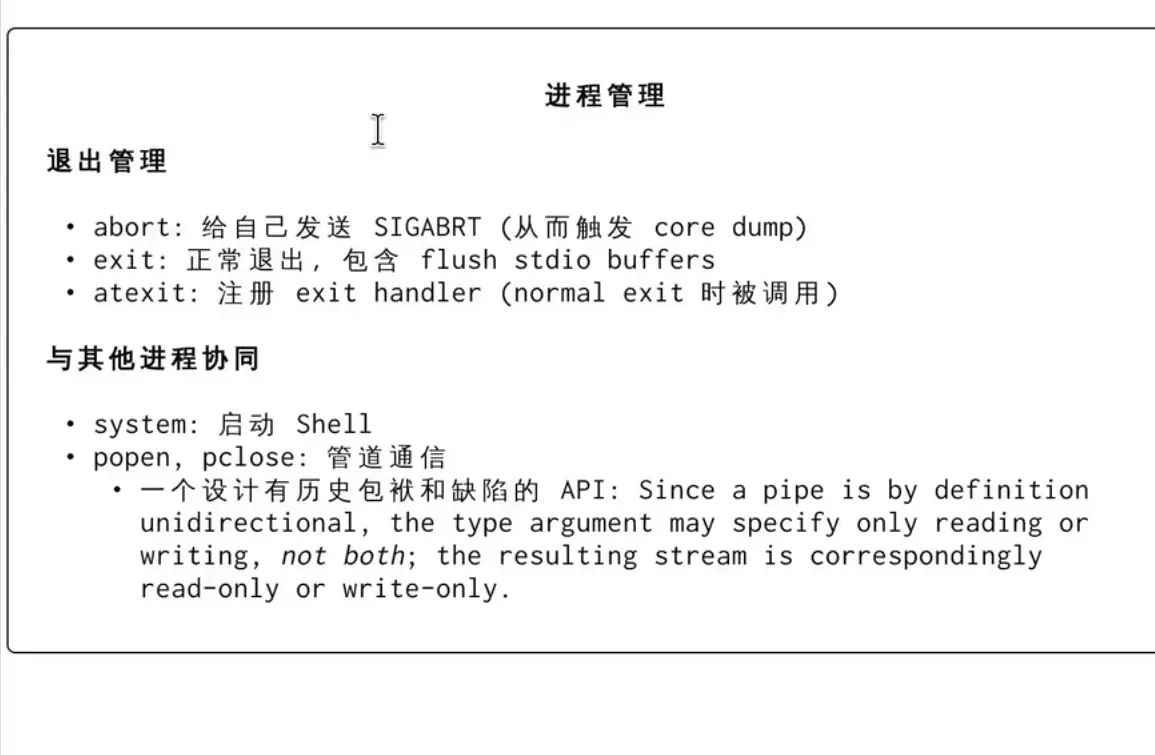 进程管理
退出管理
• abort: 给自己发送 SIGABRT (从而触发 core dump)
• exit: 正常退出, 包含 flush stdio buffers
• atexit: 注册 exit handler (normal exit 时被调用)
与其他进程协同
• system: 启动 Shell
• popen, pclose: 管道通信
• 一个设计有历史包袱和缺陷的 API: Since a pipe is by definition
unidirectional, the type argument may specify only reading or
writing, not both; the resulting stream is correspondingly
read-only or write-only.